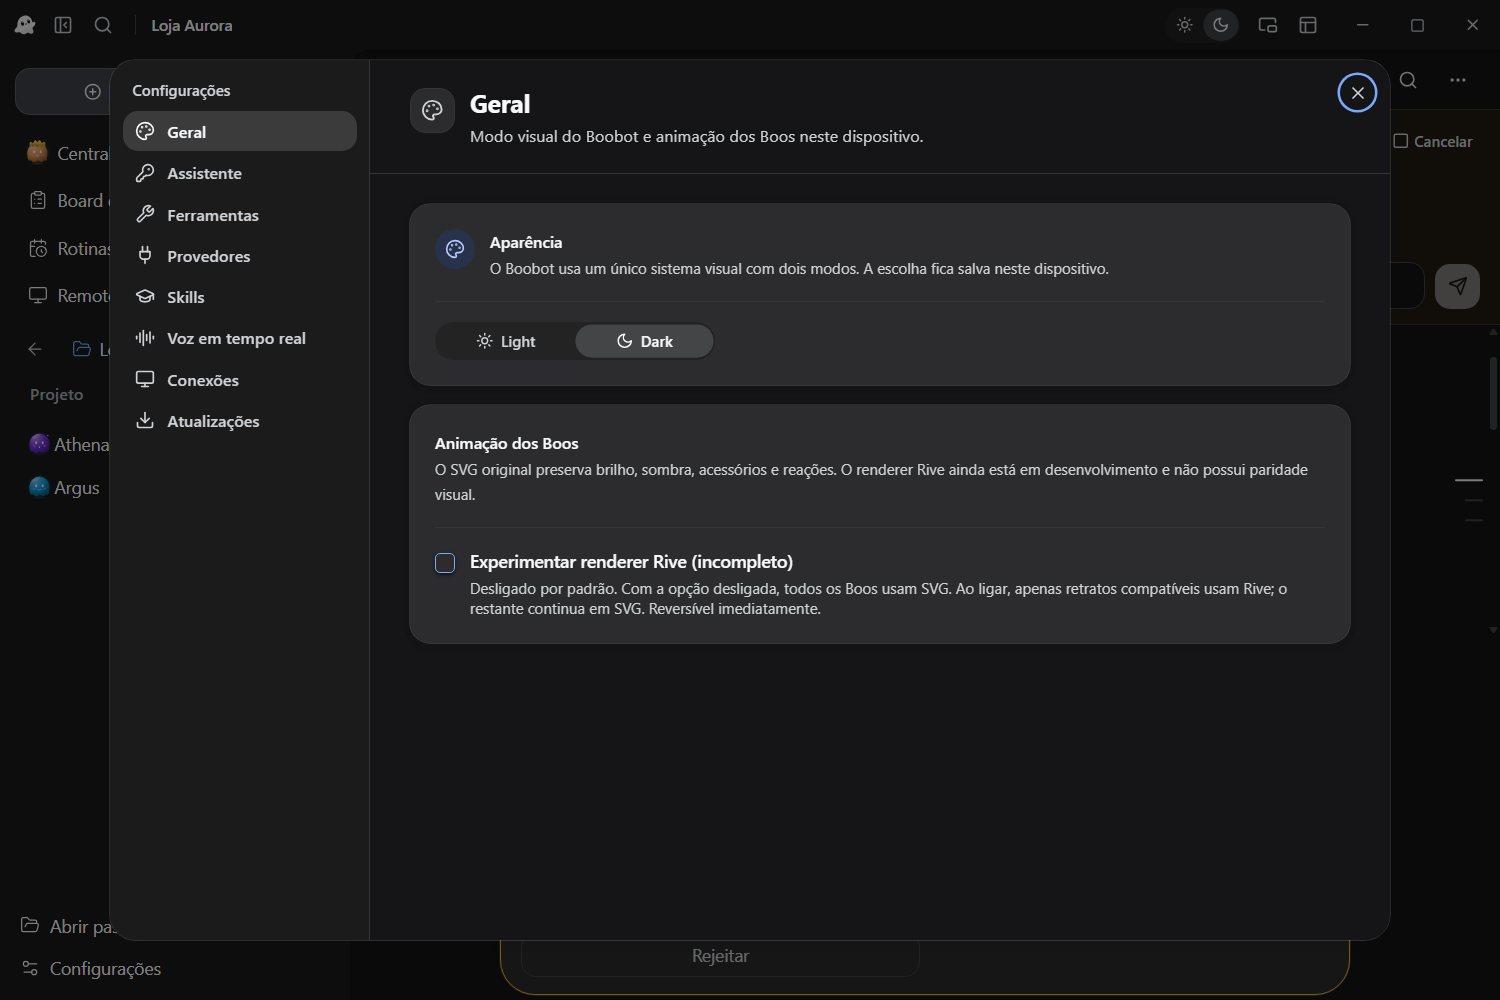 Loja Aurora
Configurações
Geral
Assistente
Ferramentas
Provedores
Skills
Voz em tempo real
Conexões
Atualizações
Board
Projeto
Athena
Argus
Abrir
Configurações
Geral
Modo visual do Boobot e animação dos Boos neste dispositivo.
Aparência
O Boobot usa um único sistema visual com dois modos. A escolha fica salva neste dispositivo.
Light
Dark
Animação dos Boos
O SVG original preserva brilho, sombra, acessórios e reações. O renderer Rive ainda está em desenvolvimento e não possui paridade
visual.
Experimentar renderer Rive (incompleto)
Desligado por padrão. Com a opção desligada, todos os Boos usam SVG. Ao ligar, apenas retratos compatíveis usam Rive; o
restante continua em SVG. Reversível imediatamente.
Cancelar
Rejeitar